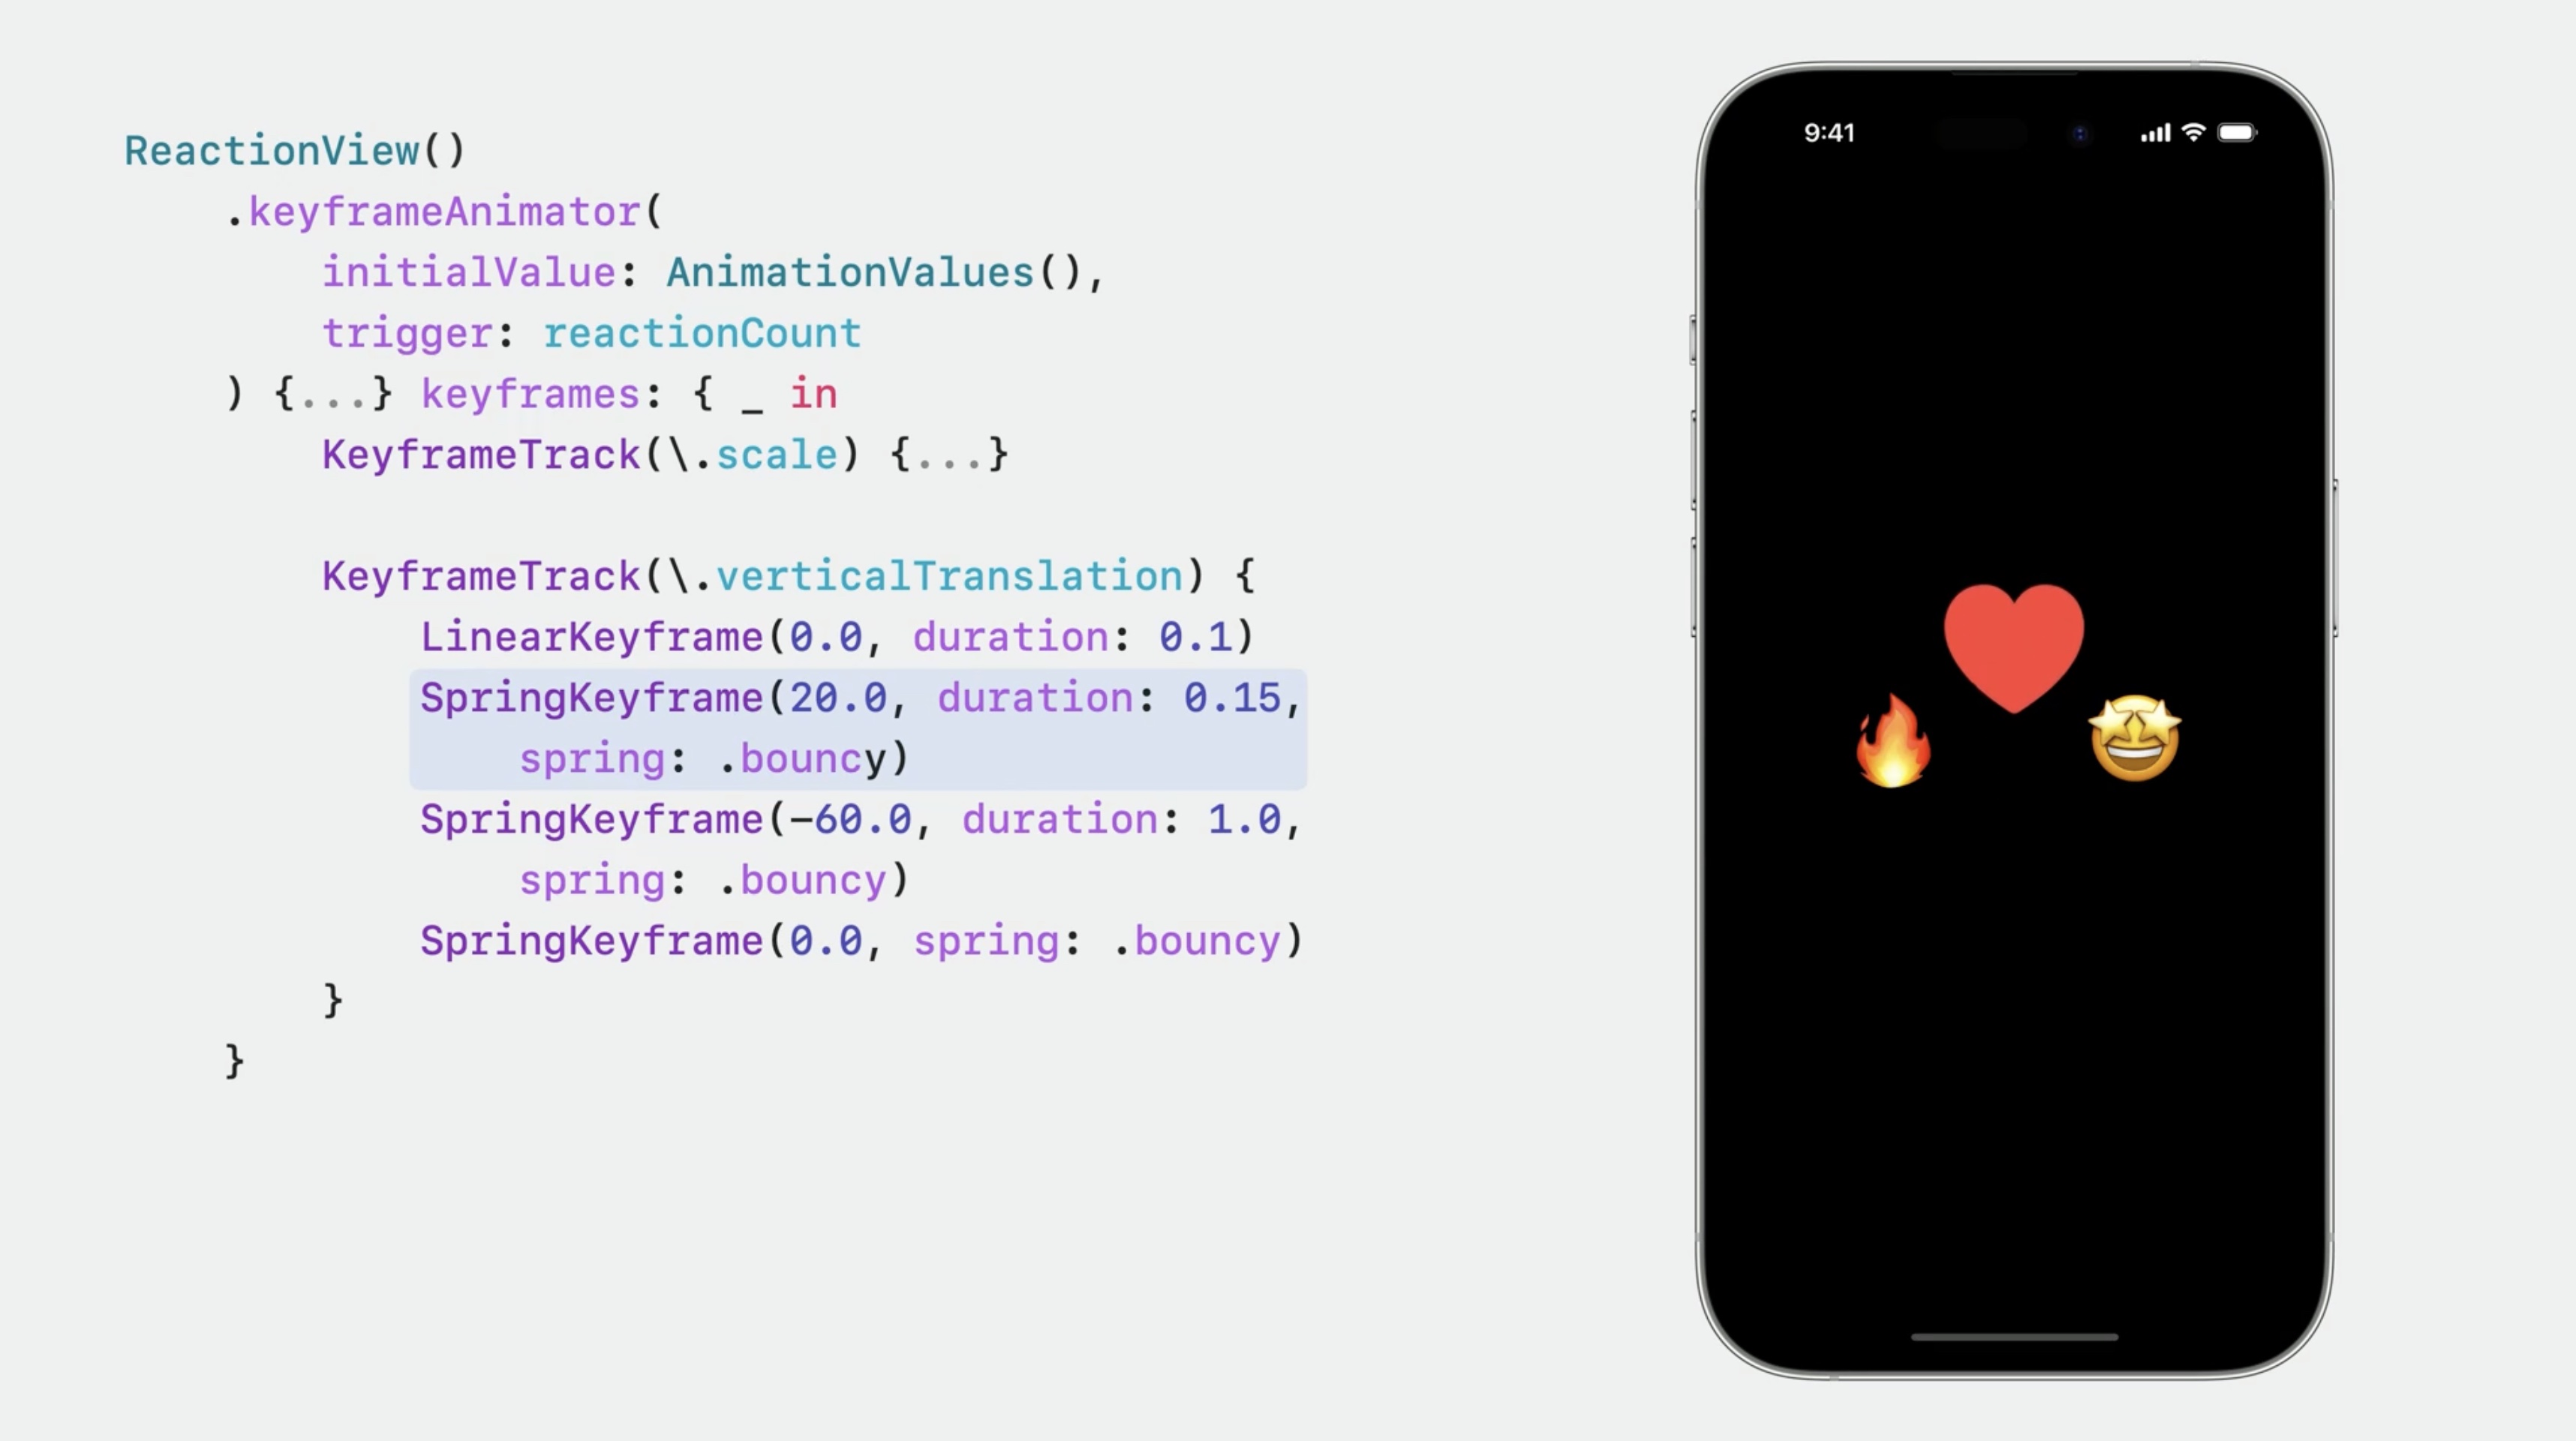 ReactionView()
.keyframeAnimator(
initialValue: AnimationValues(),
trigger: reactionCount
) {...} keyframes: { _ in
KeyframeTrack(\.scale) {...}
KeyframeTrack(\.verticalTranslation) {
LinearKeyframe(0.0, duration: 0.1)
SpringKeyframe(20.0, duration: 0.15,
spring: .bouncy)
SpringKeyframe(-60.0, duration: 1.0,
spring: .bouncy)
SpringKeyframe(0.0, spring: .bouncy)
}
}
9:41